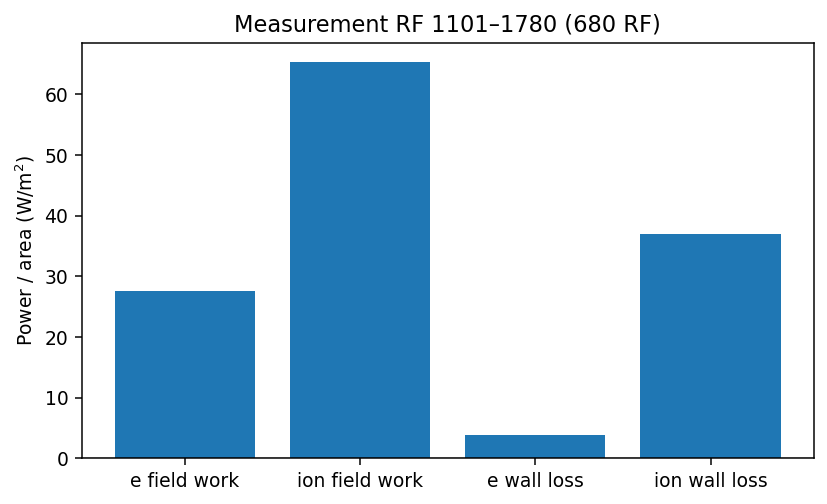 Measurement RF 1101–1780 (680 RF)
Power / area (W/m²)
60
50
40
30
20
10
0
e field work
ion field work
e wall loss
ion wall loss